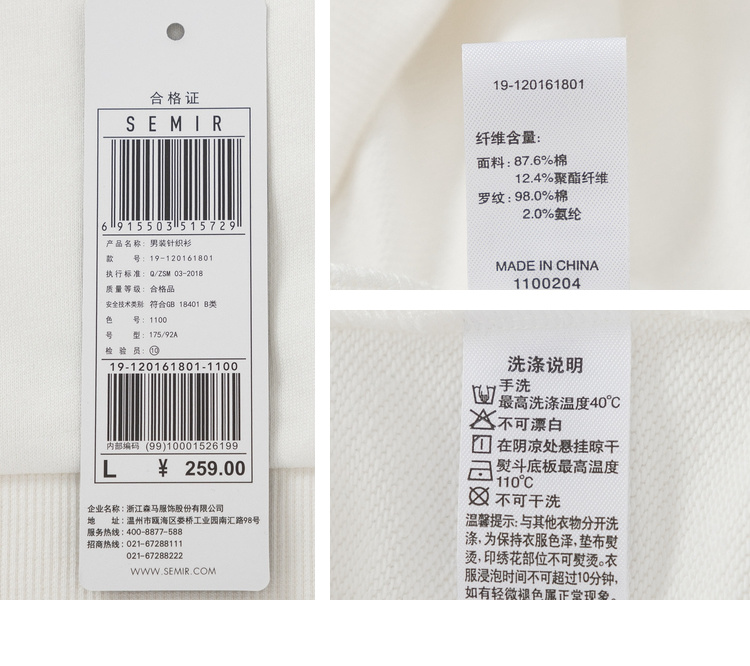 合格证
SEMIR
6 915503 515729
产品名称: 男装针织衫
款 号: 19-120161801
执行标准: Q/ZSM 03-2018
质量等级: 合格品
安全技术类别: 符合GB 18401 B类
色 号: 1100
号 型: 175/92A
检 验 员: ⑩
19-120161801-1100
内部编码 (99)10001526199
L ￥ 259.00
企业名称: 浙江森马服饰股份有限公司
地 址: 温州市瓯海区娄桥工业园南汇路98号
服务热线: 400-8877-588
招商热线: 021-67288111
021-67288222
WWW.SEMIR.COM
19-120161801
纤维含量:
面料: 87.6%棉
12.4%聚酯纤维
罗纹: 98.0%棉
2.0%氨纶
MADE IN CHINA
1100204
洗涤说明
手洗
最高洗涤温度40℃
不可漂白
在阴凉处悬挂晾干
熨斗底板最高温度
110℃
不可干洗
温馨提示: 与其他衣物分开洗
涤, 为保持衣服色泽, 垫布熨
烫, 印绣花部位不可熨烫。衣
服浸泡时间不可超过10分钟,
如有轻微褪色属正常现象。